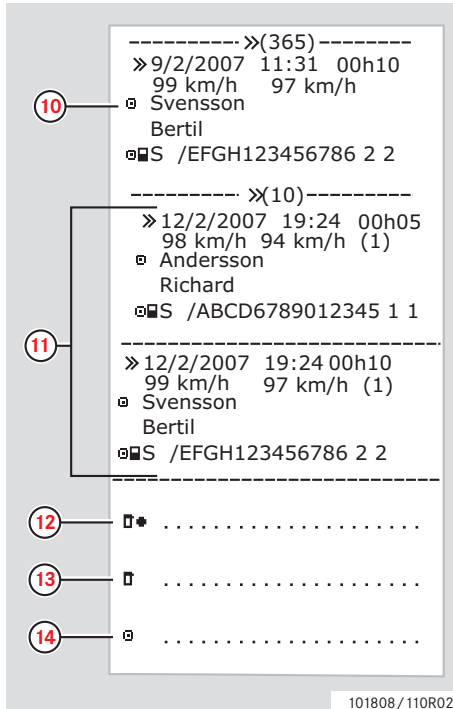 --------- »(365)---------
» 9/2/2007 11:31 00h10
99 km/h 97 km/h
10 Svensson
Bertil
S /EFGH123456786 2 2
--------- »(10)---------
» 12/2/2007 19:24 00h05
98 km/h 94 km/h (1)
Andersson
Richard
S /ABCD6789012345 1 1
11
» 12/2/2007 19:24 00h10
99 km/h 97 km/h (1)
Svensson
Bertil
S /EFGH123456786 2 2
12 .....................
13 .....................
14 .....................
101808/110R02